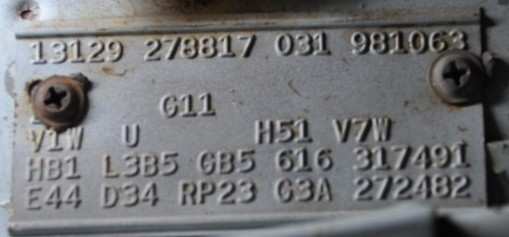 13129 278817 031 981063
G11
V1W U H51 V7W
HB1 L3B5 GB5 616 317491
E44 D34 RP23 G3A 272482